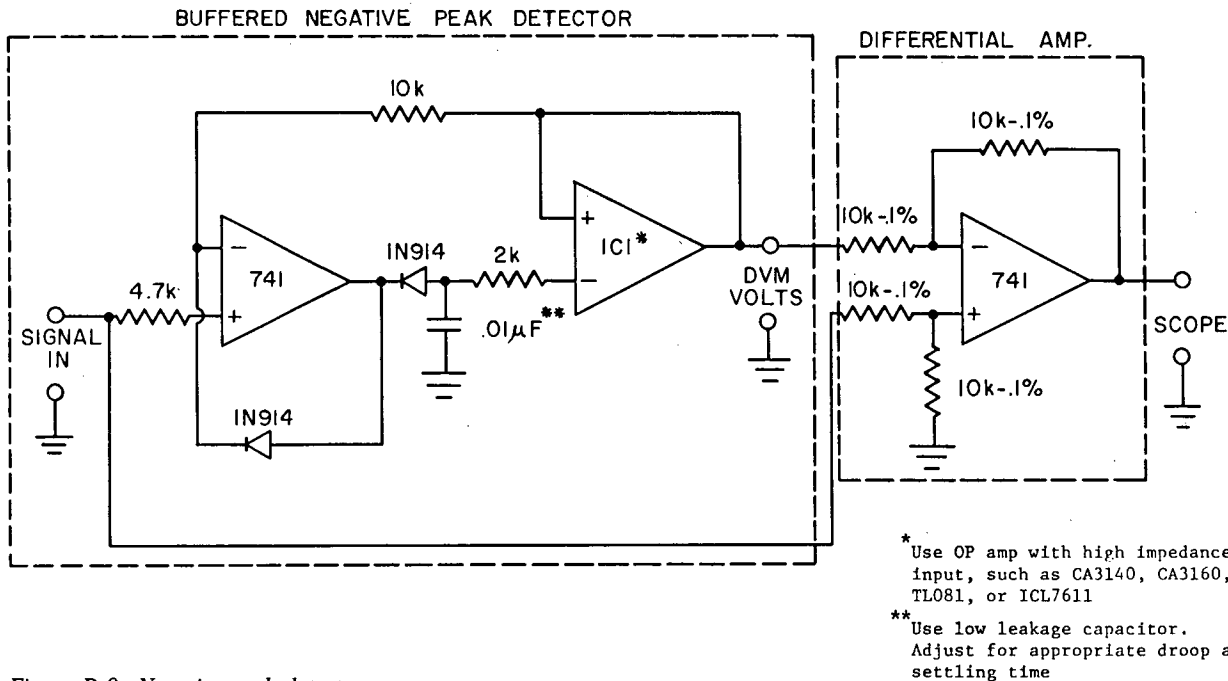 BUFFERED NEGATIVE PEAK DETECTOR
DIFFERENTIAL AMP.
10k
10k-.1%
10k-.1%
+
IC1*
-
-
741
+
1N914
2k
-
741
+
4.7k
10k-.1%
DVM
VOLTS
.01µF**
SIGNAL
IN
SCOPE
10k-.1%
1N914
*Use OP amp with high impedance
input, such as CA3140, CA3160,
TL081, or ICL7611
**Use low leakage capacitor.
Adjust for appropriate droop a
settling time